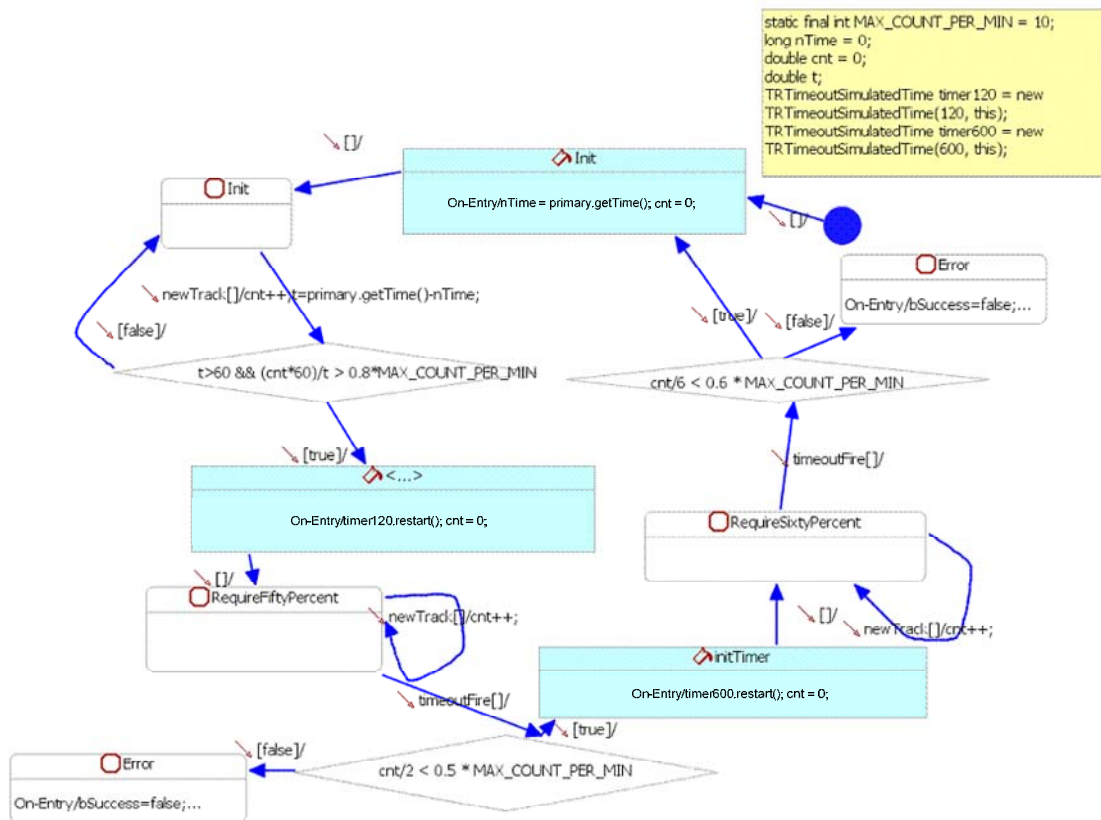 static final int MAX_COUNT_PER_MIN = 10;
long nTime = 0;
double cnt = 0;
double t;
TRTimeoutSimulatedTime timer120 = new
TRTimeoutSimulatedTime(120, this);
TRTimeoutSimulatedTime timer600 = new
TRTimeoutSimulatedTime(600, this);
[]/
Init
On-Entry/nTime = primary.getTime(); cnt = 0;
Init
[]/
Error
On-Entry/bSuccess=false;...
newTrack[]/cnt++,t=primary.getTime()-nTime;
[false]/
[true]/
[false]/
t>60 && (cnt*60)/t > 0.8*MAX_COUNT_PER_MIN
cnt/6 < 0.6 * MAX_COUNT_PER_MIN
[true]/
timeoutFire[]/
<...>
On-Entry/timer120.restart(); cnt = 0;
RequireSixtyPercent
[]/
RequireFiftyPercent
newTrack[]/cnt++;
[]/
newTrack[]/cnt++;
initTimer
On-Entry/timer600.restart(); cnt = 0;
timeoutFire[]/
[true]/
[false]/
Error
On-Entry/bSuccess=false;...
cnt/2 < 0.5 * MAX_COUNT_PER_MIN